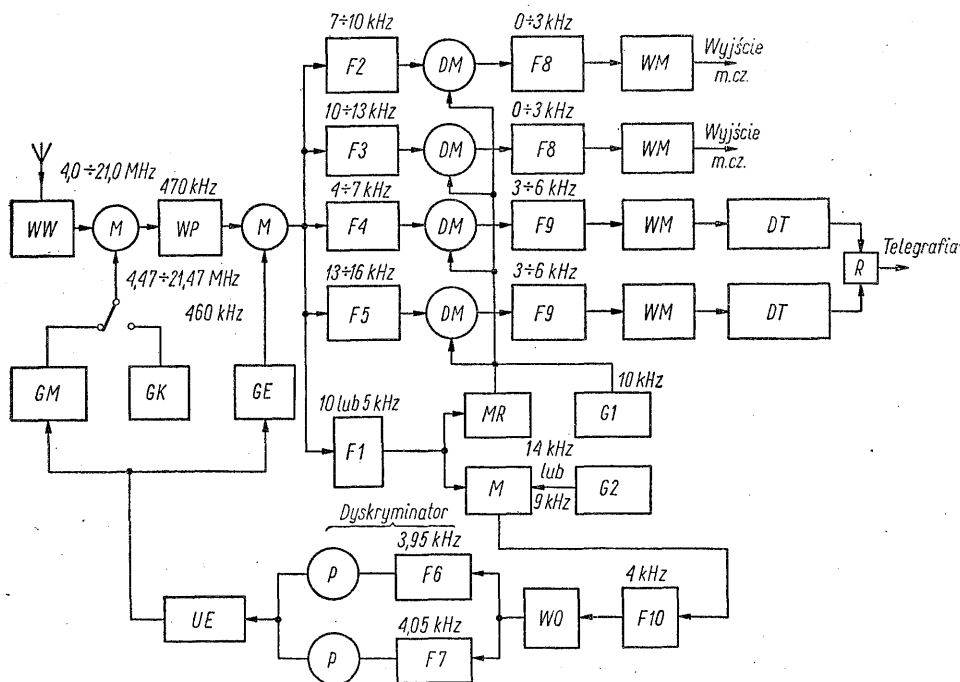 7÷10 kHz
F2
DM
0÷3 kHz
F8
WM
Wyjście
m.cz.
10÷13 kHz
F3
DM
0÷3 kHz
F8
WM
Wyjście
m.cz.
4,0÷21,0 MHz
WW
M
470 kHz
WP
M
4÷7 kHz
F4
DM
3÷6 kHz
F9
WM
DT
4,47÷21,47 MHz
460 kHz
13÷16 kHz
F5
DM
3÷6 kHz
F9
WM
DT
R
Telegrafia
GM
GK
GE
10 lub 5 kHz
F1
MR
10 kHz
G1
14 kHz
lub
9 kHz
M
G2
Dyskryminator
3,95 kHz
P
F6
4 kHz
UE
WO
F10
4,05 kHz
P
F7